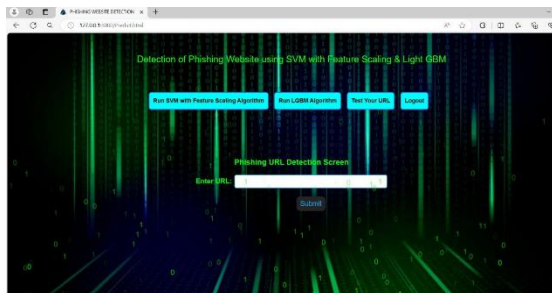 PHISHING WEBSITE DETECTION
Detection of Phishing Website using SVM with Feature Scaling & Light GBM
Run SVM with Feature Scaling Algorithm
Run LGBM Algorithm
Test Your URL
Logout
Phishing URL Detection Screen
Enter URL:
Submit